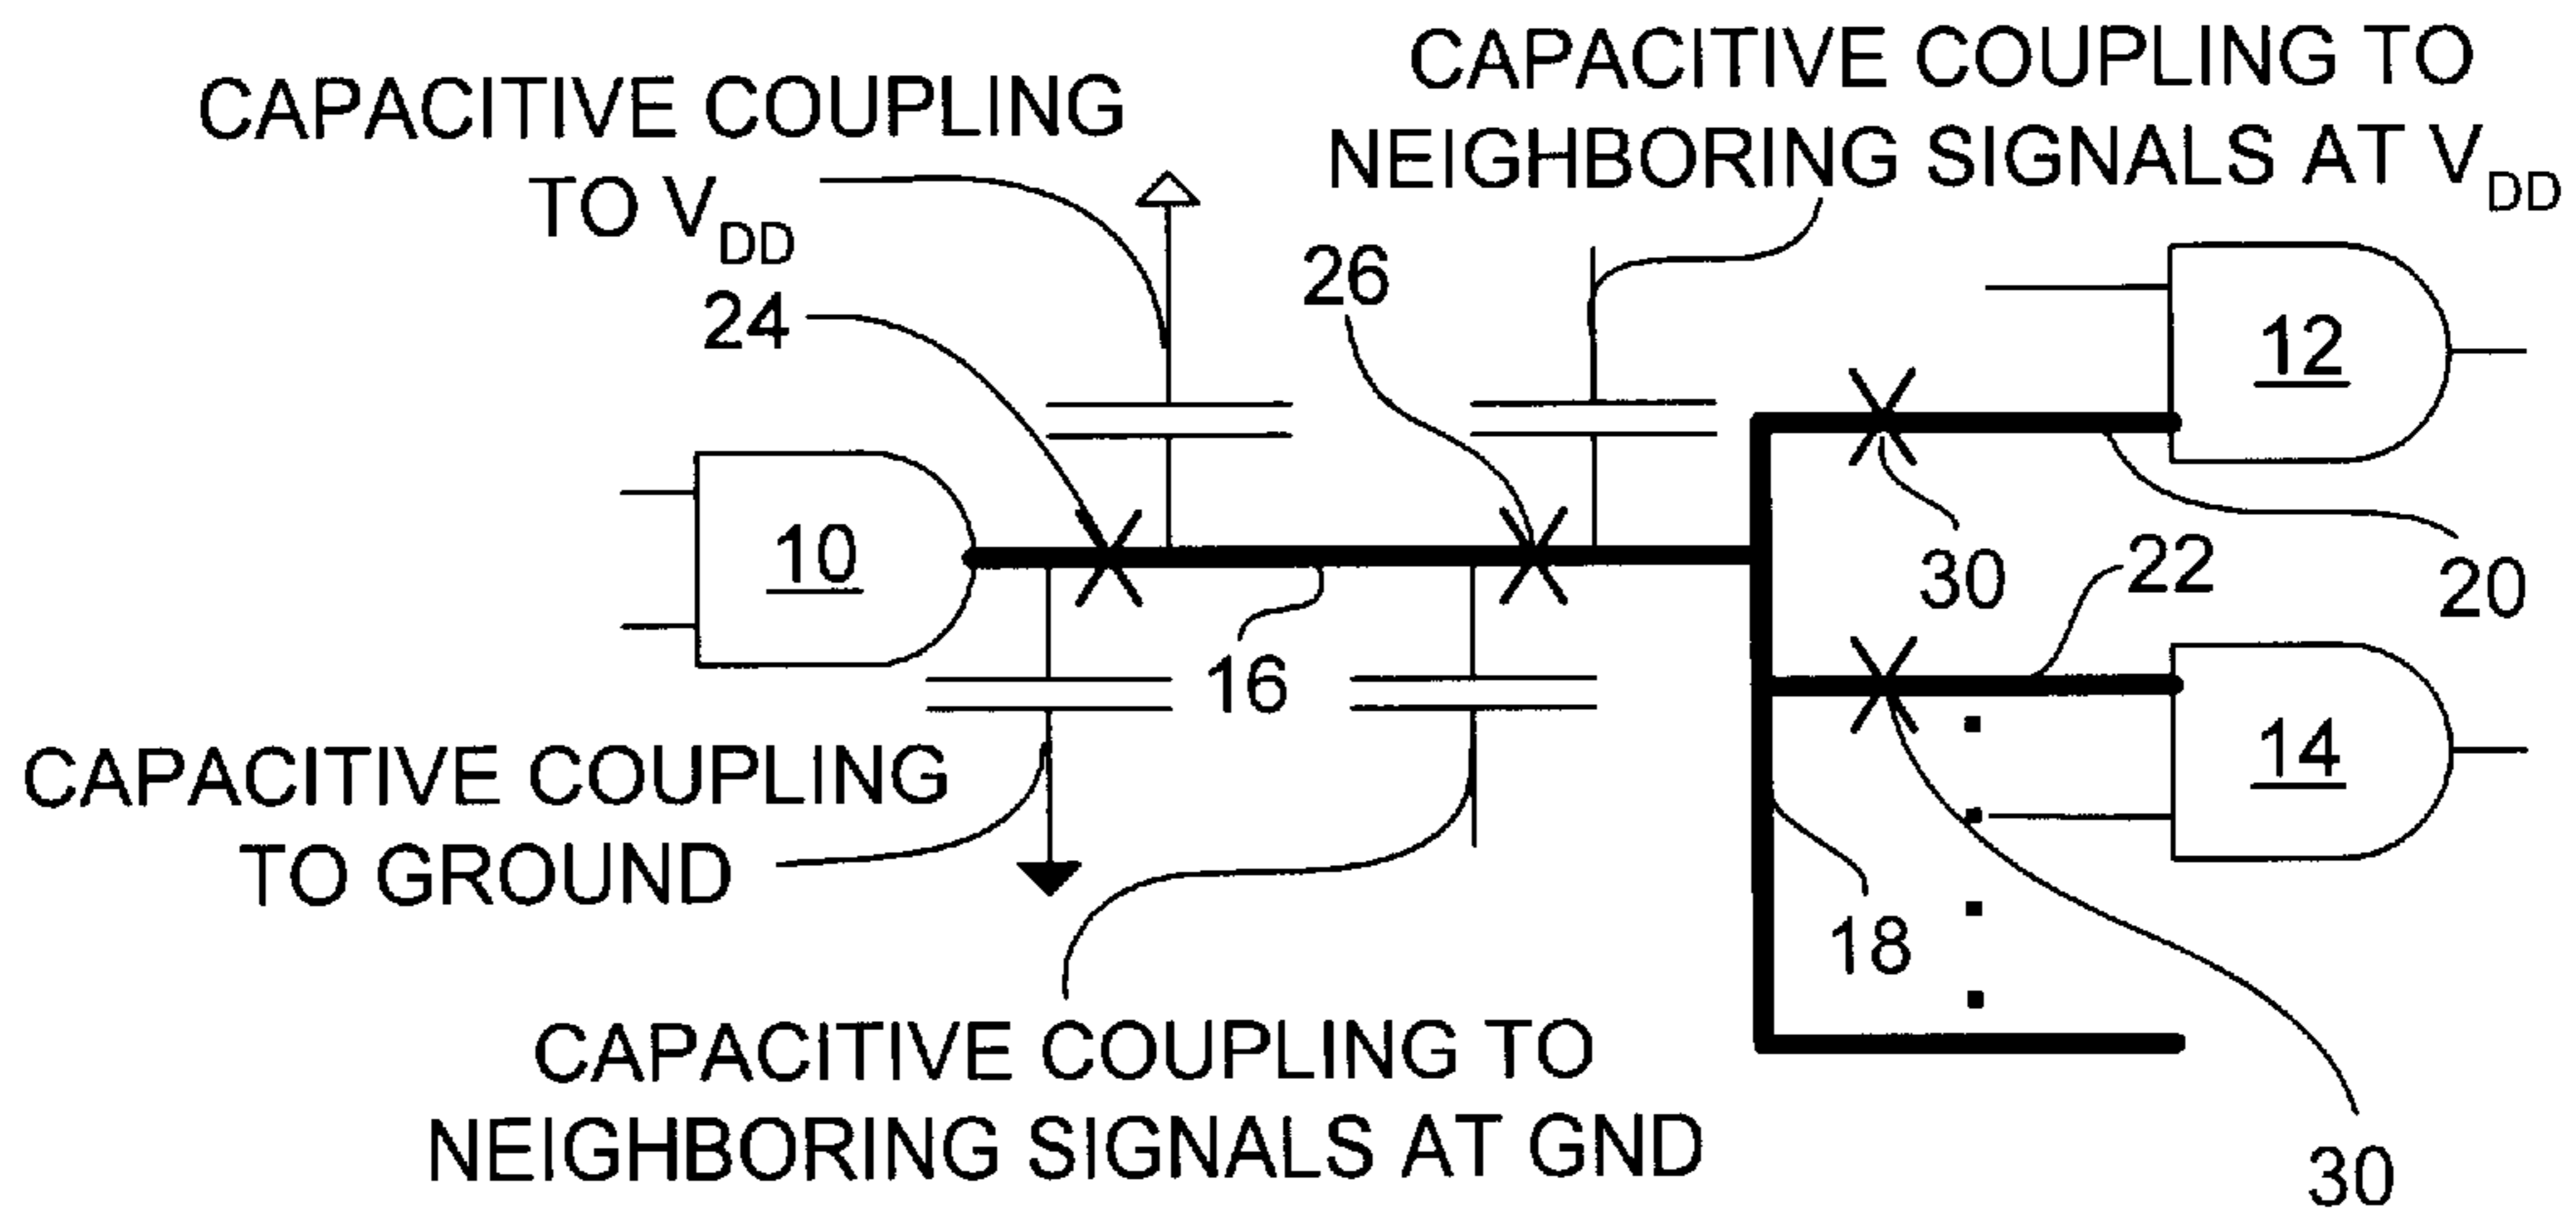 CAPACITIVE COUPLING TO
NEIGHBORING SIGNALS AT VDD
CAPACITIVE COUPLING
TO VDD
24
26
12
10
30
20
22
16
14
CAPACITIVE COUPLING
TO GROUND
18
CAPACITIVE COUPLING TO
NEIGHBORING SIGNALS AT GND
30